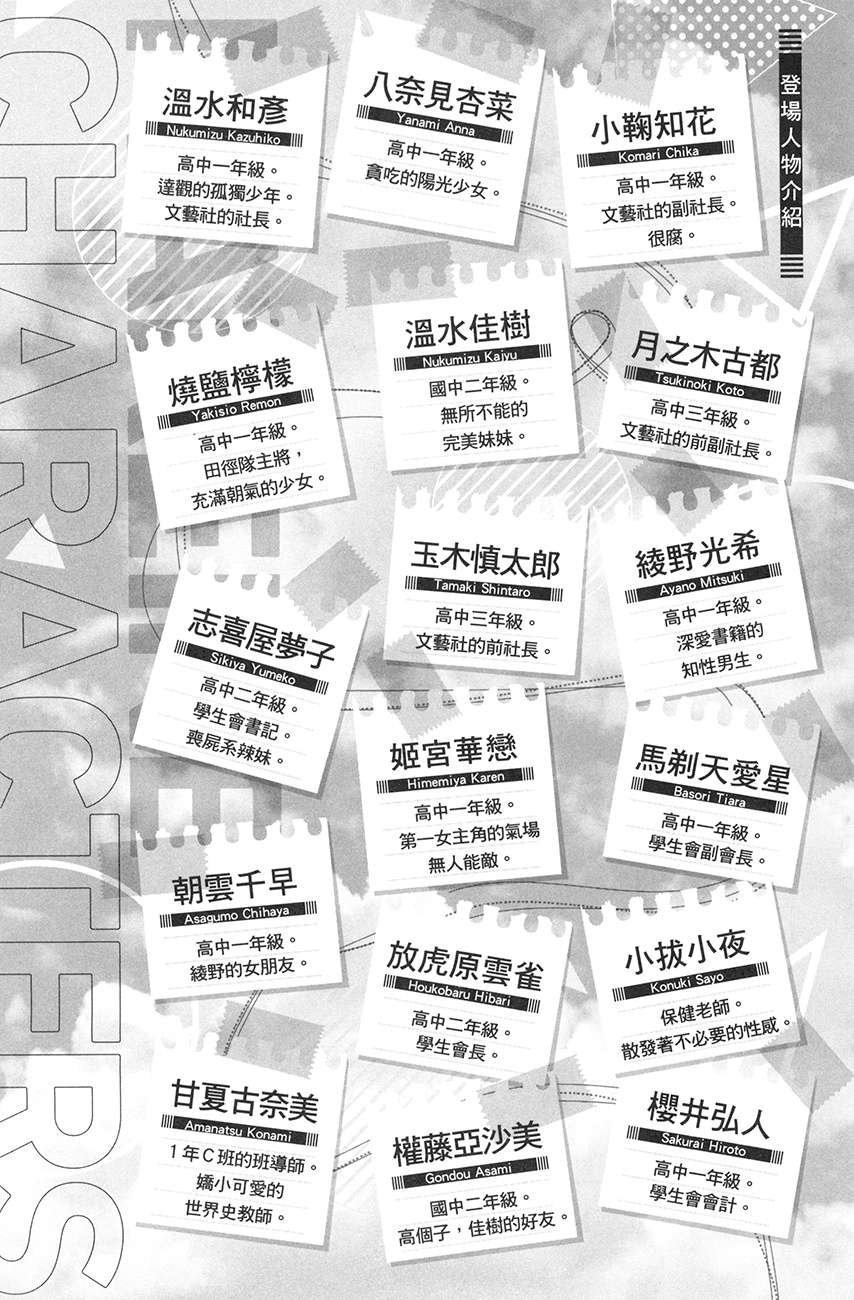 登場人物介紹
溫水和彥
Nukumizu Kazuhiko
高中一年級。
達觀的孤獨少年。
文藝社的社長。
八奈見杏菜
Yanami Anna
高中一年級。
貪吃的陽光少女。
小鞠知花
Komari Chika
高中一年級。
文藝社的副社長。
很腐。
燒鹽檸檬
Yakisio Remon
高中一年級。
田徑隊主將，
充滿朝氣的少女。
溫水佳樹
Nukumizu Kajyu
國中二年級。
無所不能的
完美妹妹。
月之木古都
Tsukinoki Koto
高中三年級。
文藝社的前副社長。
志喜屋夢子
Sikiya Yumeko
高中二年級。
學生會書記。
喪屍系辣妹。
玉木慎太郎
Tamaki Shintaro
高中三年級。
文藝社的前社長。
綾野光希
Ayano Mitsuki
高中一年級。
深愛書籍的
知性男生。
姬宮華戀
Himemiya Karen
高中一年級。
第一女主角的氣場
無人能敵。
馬剃天愛星
Basori Tiara
高中一年級。
學生會副會長。
朝雲千早
Asagumo Chihaya
高中一年級。
綾野的女朋友。
放虎原雲雀
Houkobaru Hibari
高中二年級。
學生會長。
小拔小夜
Konuki Sayo
保健老師。
散發著不必要的性感。
甘夏古奈美
Amanatsu Konami
1年C班的班導師。
嬌小可愛的
世界史教師。
權藤亞沙美
Gondou Asami
國中二年級。
高個子，佳樹的好友。
櫻井弘人
Sakurai Hiroto
高中一年級。
學生會會計。
CHARACTERS